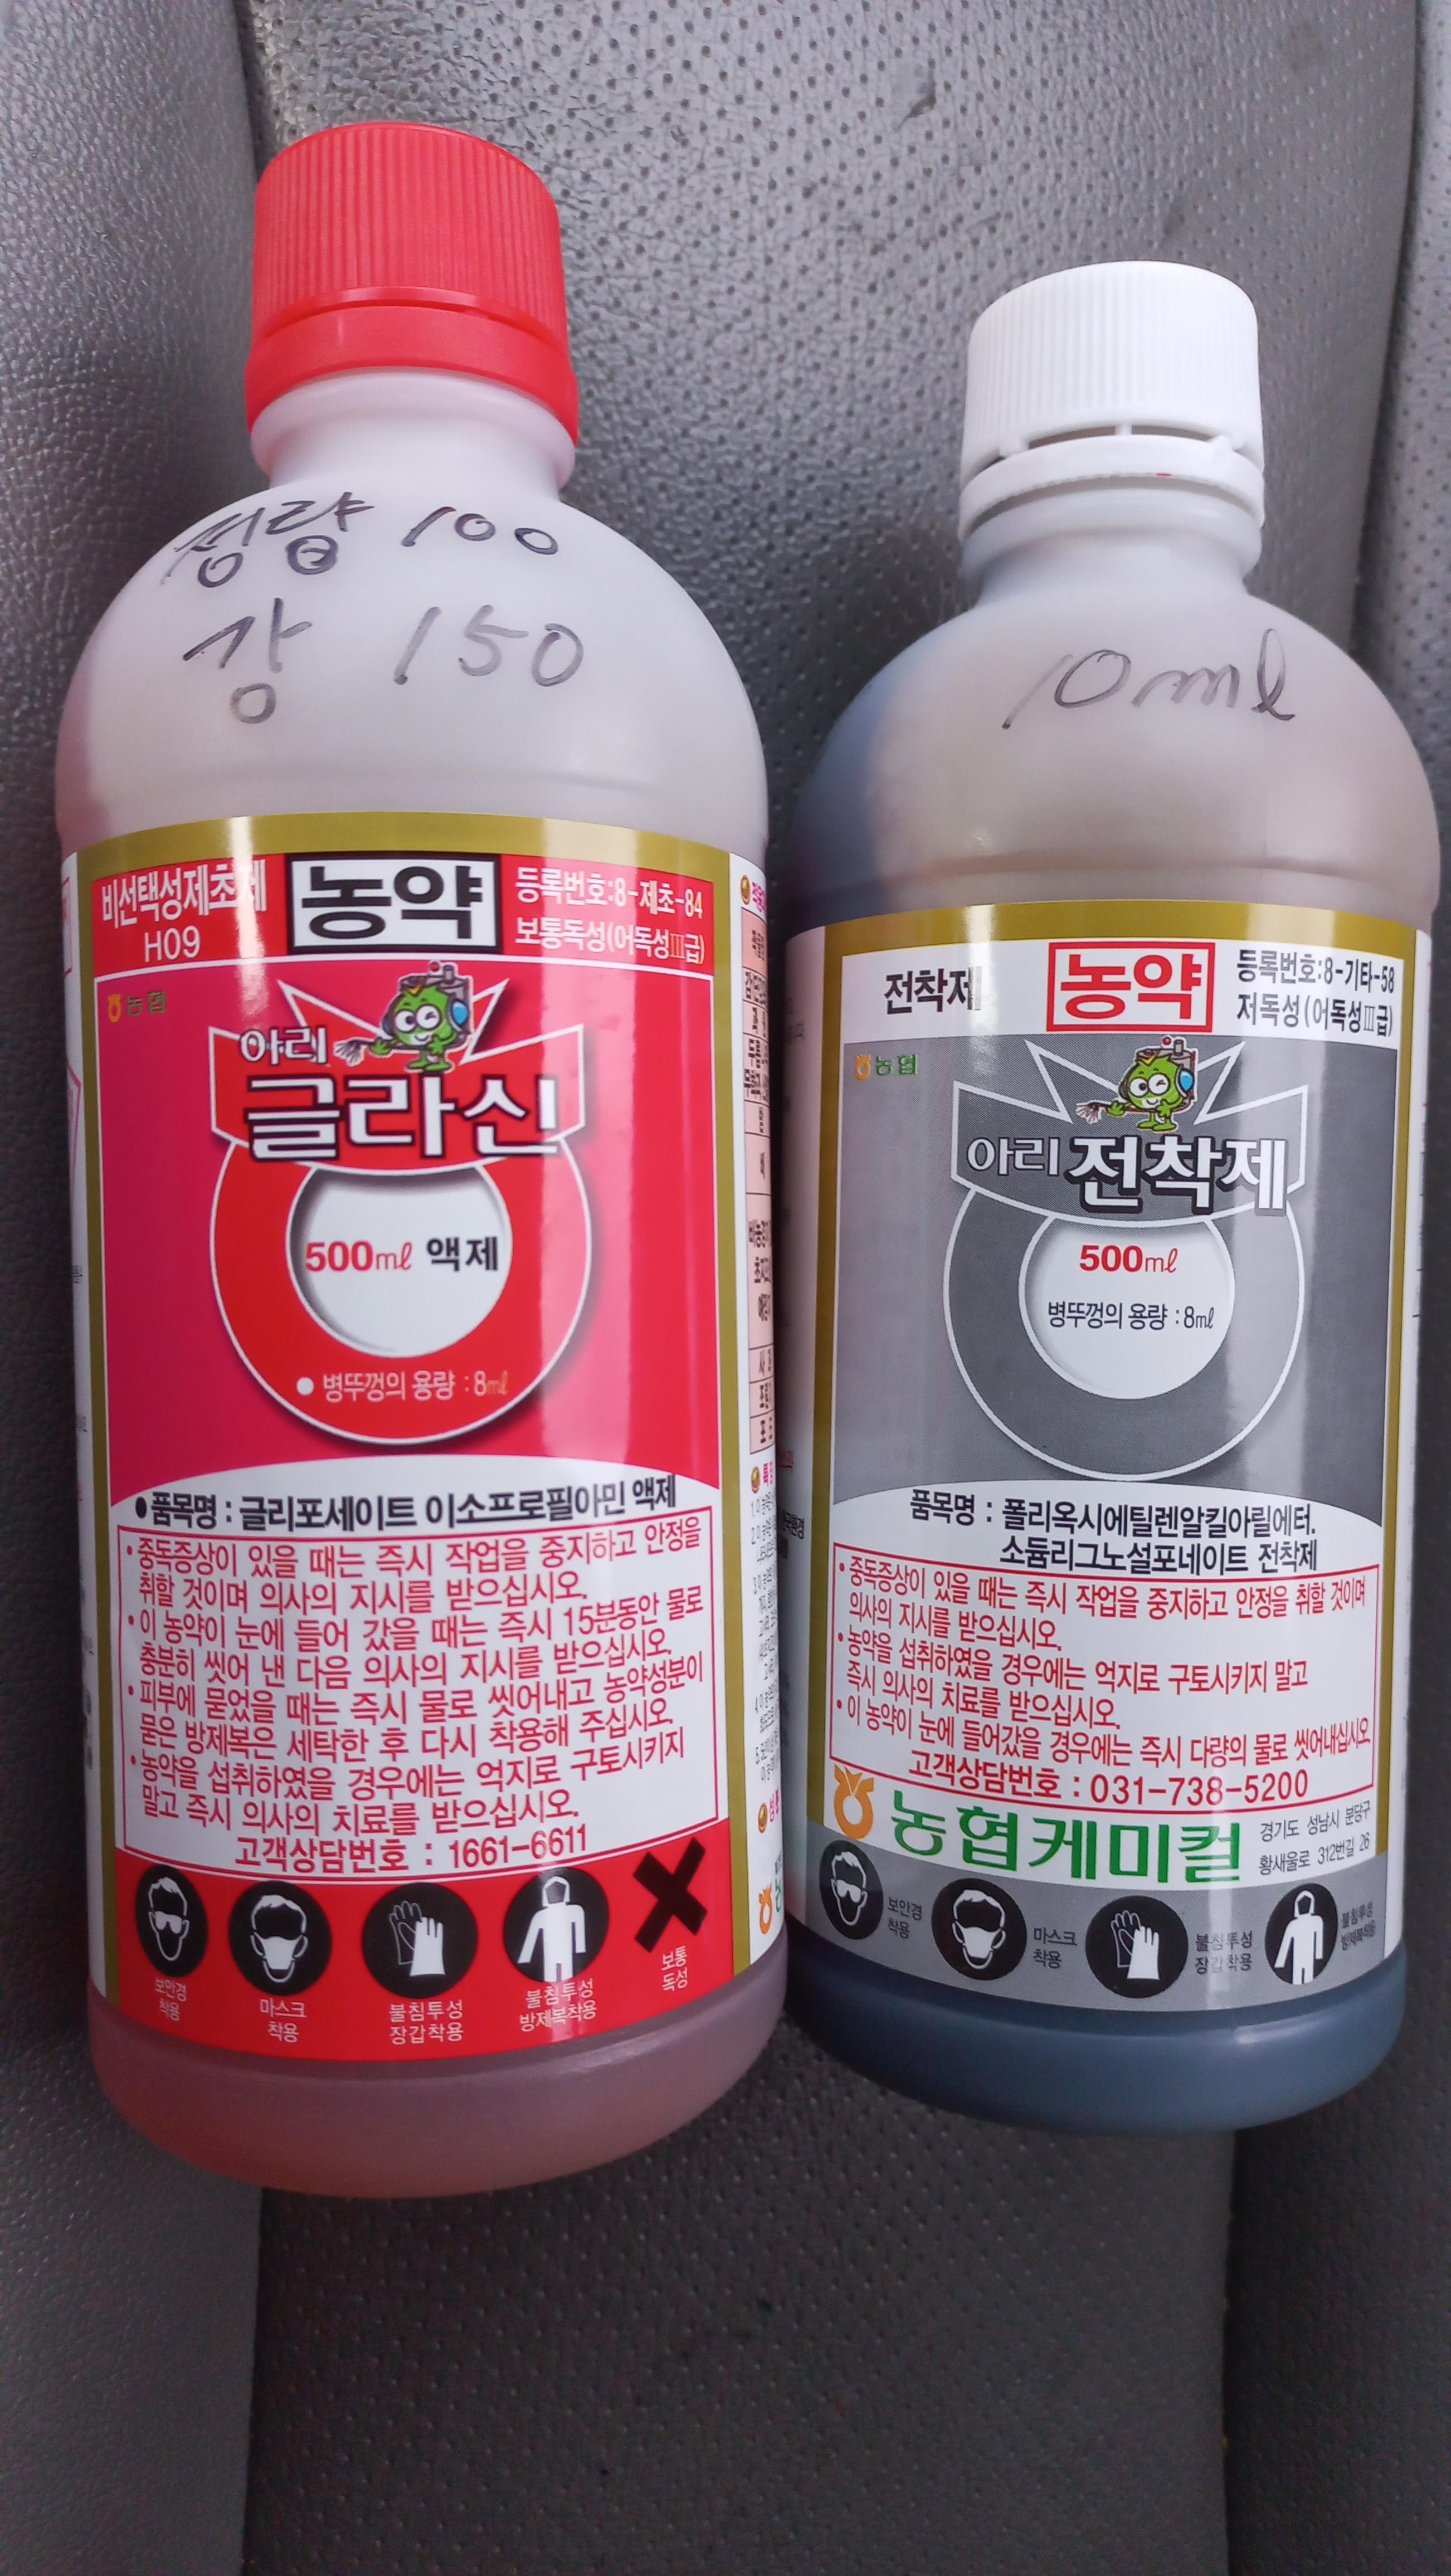 정량 100
강 150
비선택성제초제
H09
농약
등록번호:8-제초-84
보통독성(어독성Ⅲ급)
농협
아리
글라신
500㎖ 액제
● 병뚜껑의 용량 : 8㎖
● 품목명 : 글리포세이트 이소프로필아민 액제
• 중독증상이 있을 때는 즉시 작업을 중지하고 안정을
취할 것이며 의사의 지시를 받으십시오.
• 이 농약이 눈에 들어 갔을 때는 즉시 15분동안 물로
충분히 씻어 낸 다음 의사의 지시를 받으십시오.
• 피부에 묻었을 때는 즉시 물로 씻어내고 농약성분이
묻은 방제복은 세탁한 후 다시 착용해 주십시오.
• 농약을 섭취하였을 경우에는 억지로 구토시키지
말고 즉시 의사의 치료를 받으십시오.
고객상담번호 : 1661-6611
보안경
착용
마스크
착용
불침투성
장갑착용
불침투성
방제복착용
보통
독성
10ml
전착제
농약
등록번호:8-기타-58
저독성(어독성Ⅲ급)
농협
아리 전착제
500㎖
병뚜껑의 용량 : 8㎖
품목명 : 폴리옥시에틸렌알킬아릴에터.
소듐리그노설포네이트 전착제
• 중독증상이 있을 때는 즉시 작업을 중지하고 안정을 취할 것이며
의사의 지시를 받으십시오.
• 농약을 섭취하였을 경우에는 억지로 구토시키지 말고
즉시 의사의 치료를 받으십시오.
• 이 농약이 눈에 들어갔을 경우에는 즉시 다량의 물로 씻어내십시오.
고객상담번호 : 031-738-5200
농협케미컬
경기도 성남시 분당구
황새울로 312번길 26
보안경
착용
마스크
착용
불침투성
장갑착용
불침투성
방제복착용